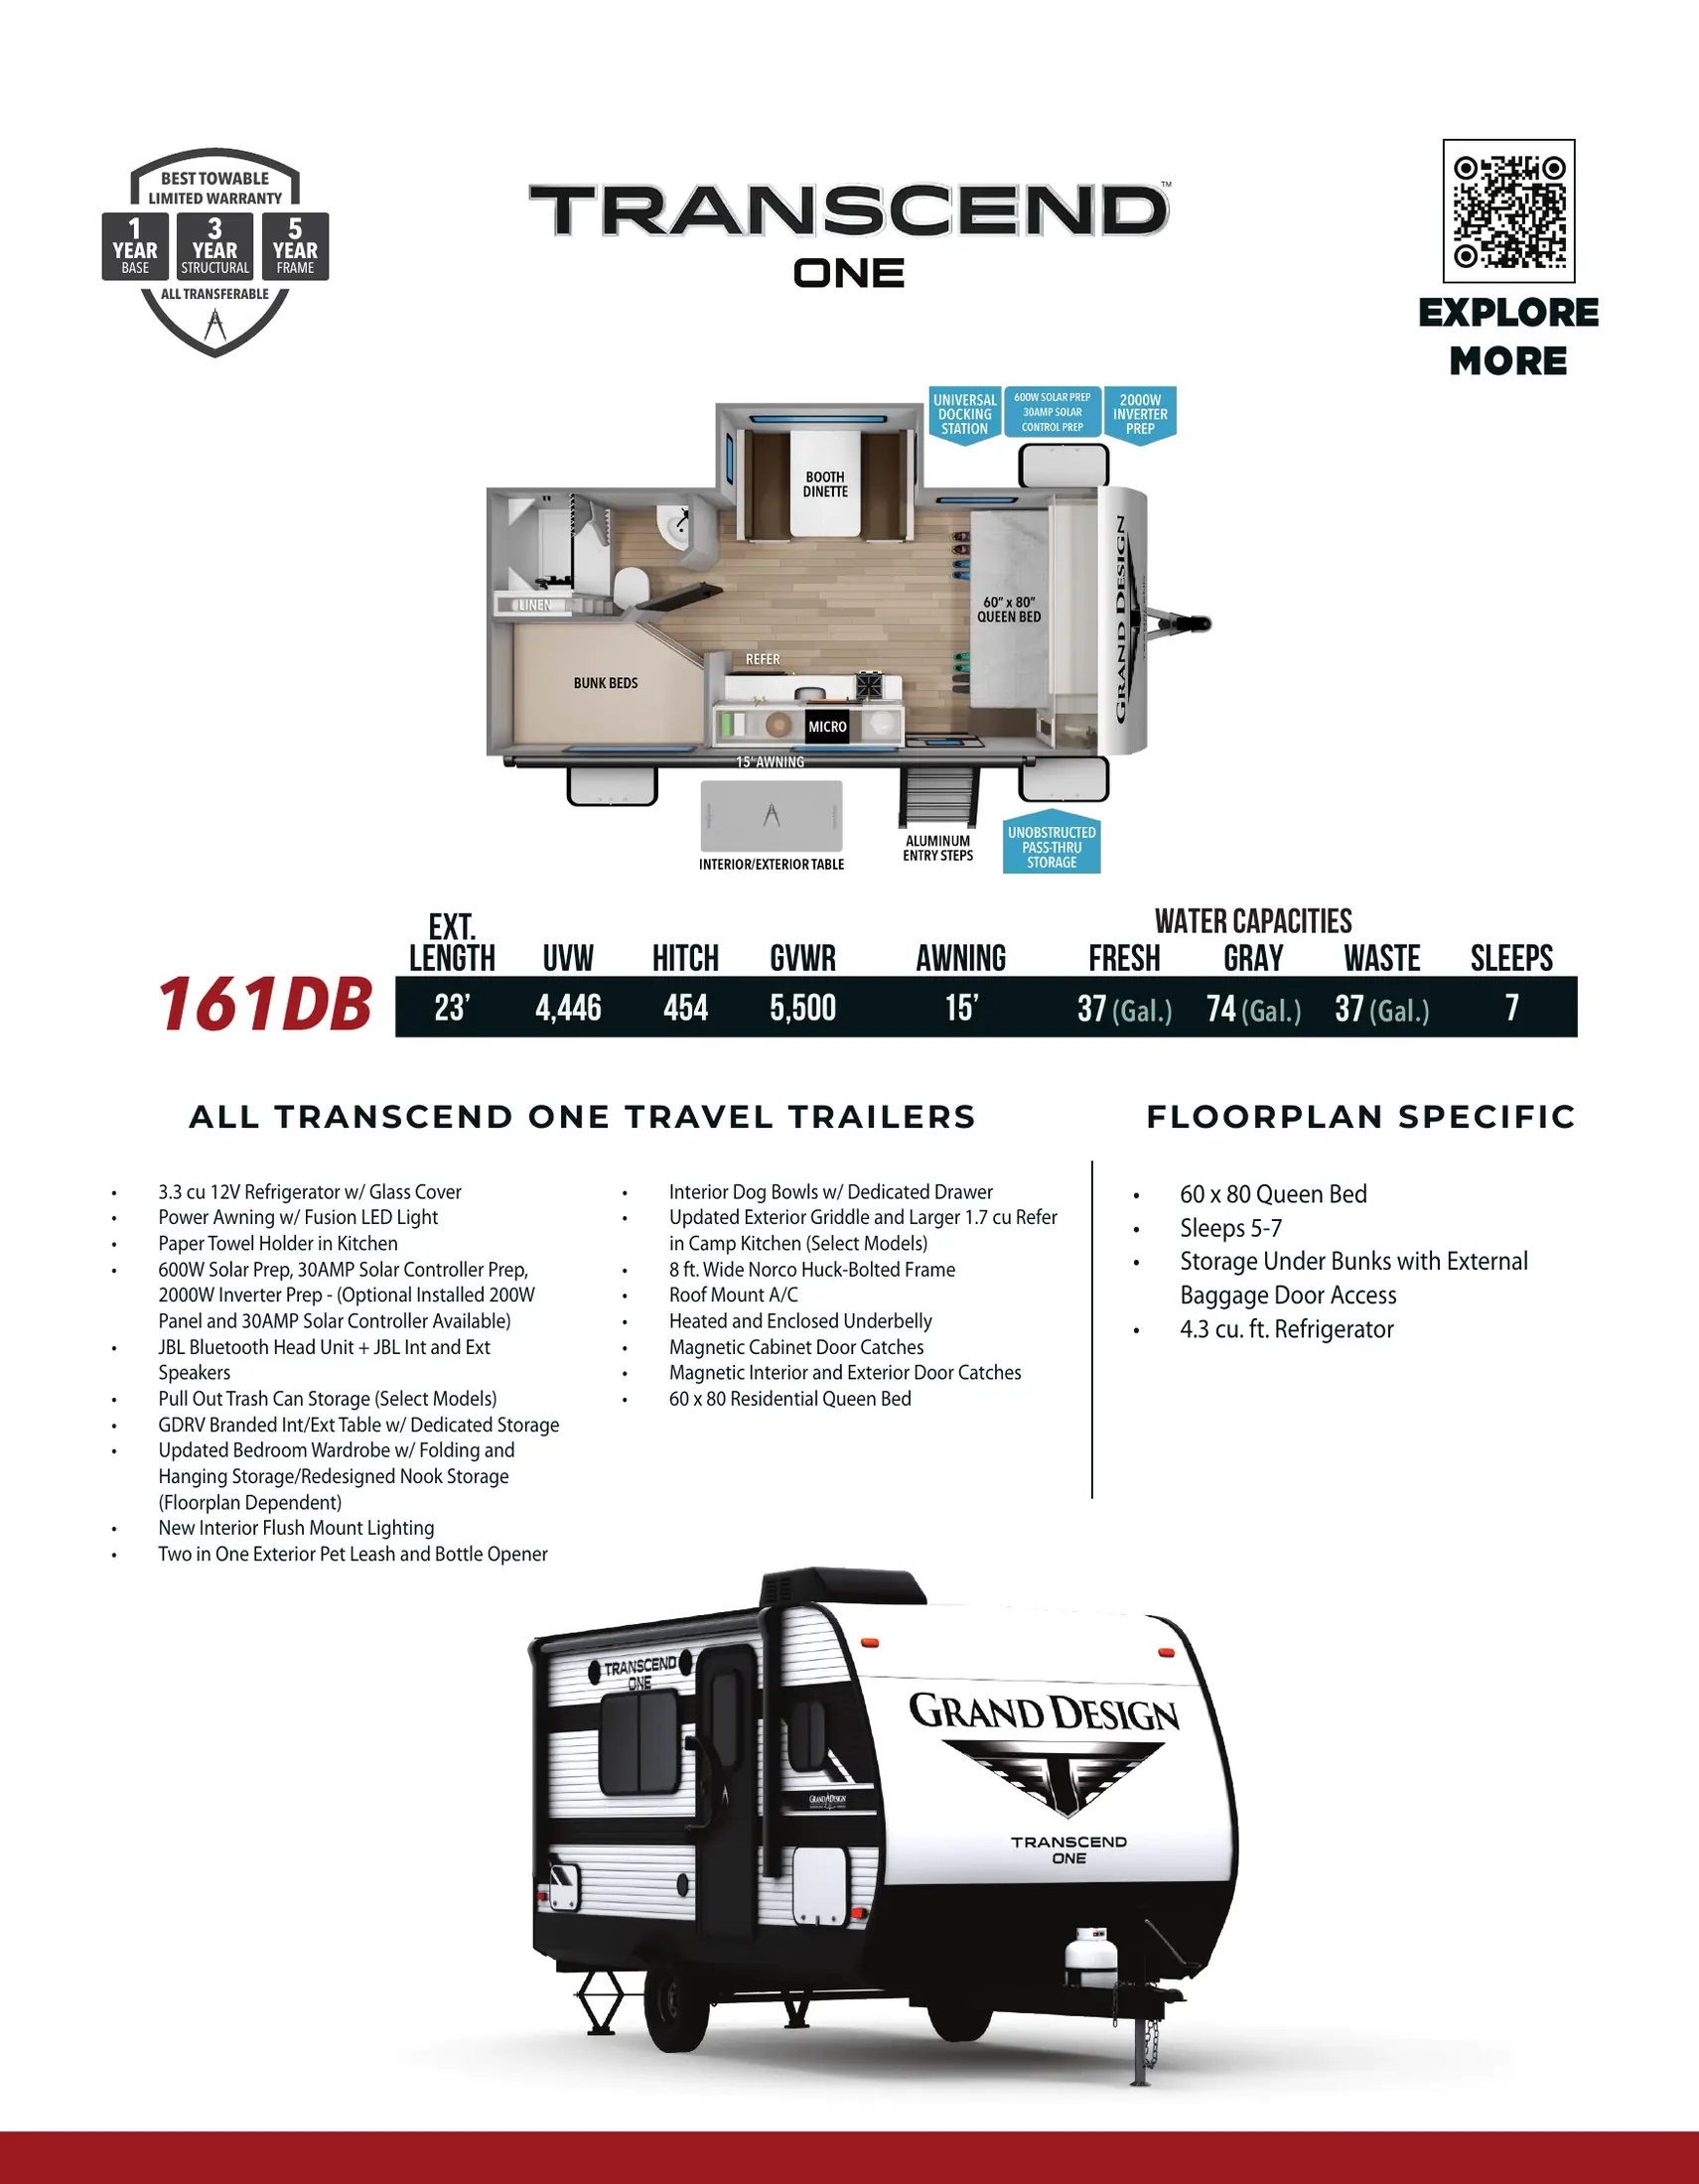 BEST TOWABLE
LIMITED WARRANTY
1 YEAR BASE
3 YEAR STRUCTURAL
5 YEAR FRAME
ALL TRANSFERABLE
TRANSCEND™
ONE
EXPLORE
MORE
UNIVERSAL
DOCKING
STATION
600W SOLAR PREP
30AMP SOLAR
CONTROL PREP
2000W
INVERTER
PREP
BOOTH
DINETTE
LINEN
60” x 80”
QUEEN BED
GRAND DESIGN
REFER
BUNK BEDS
MICRO
15' AWNING
INTERIOR/EXTERIOR TABLE
ALUMINUM
ENTRY STEPS
UNOBSTRUCTED
PASS-THRU
STORAGE
WATER CAPACITIES
EXT. LENGTH UVW HITCH GVWR AWNING FRESH GRAY WASTE SLEEPS
161DB 23’ 4,446 454 5,500 15’ 37 (Gal.) 74 (Gal.) 37 (Gal.) 7
ALL TRANSCEND ONE TRAVEL TRAILERS
• 3.3 cu 12V Refrigerator w/ Glass Cover
• Power Awning w/ Fusion LED Light
• Paper Towel Holder in Kitchen
• 600W Solar Prep, 30AMP Solar Controller Prep,
2000W Inverter Prep - (Optional Installed 200W
Panel and 30AMP Solar Controller Available)
• JBL Bluetooth Head Unit + JBL Int and Ext
Speakers
• Pull Out Trash Can Storage (Select Models)
• GDRV Branded Int/Ext Table w/ Dedicated Storage
• Updated Bedroom Wardrobe w/ Folding and
Hanging Storage/Redesigned Nook Storage
(Floorplan Dependent)
• New Interior Flush Mount Lighting
• Two in One Exterior Pet Leash and Bottle Opener
• Interior Dog Bowls w/ Dedicated Drawer
• Updated Exterior Griddle and Larger 1.7 cu Refer
in Camp Kitchen (Select Models)
• 8 ft. Wide Norco Huck-Bolted Frame
• Roof Mount A/C
• Heated and Enclosed Underbelly
• Magnetic Cabinet Door Catches
• Magnetic Interior and Exterior Door Catches
• 60 x 80 Residential Queen Bed
FLOORPLAN SPECIFIC
• 60 x 80 Queen Bed
• Sleeps 5-7
• Storage Under Bunks with External
Baggage Door Access
• 4.3 cu. ft. Refrigerator
TRANSCEND
ONE
GRAND DESIGN
GRAND DESIGN
TRANSCEND
ONE